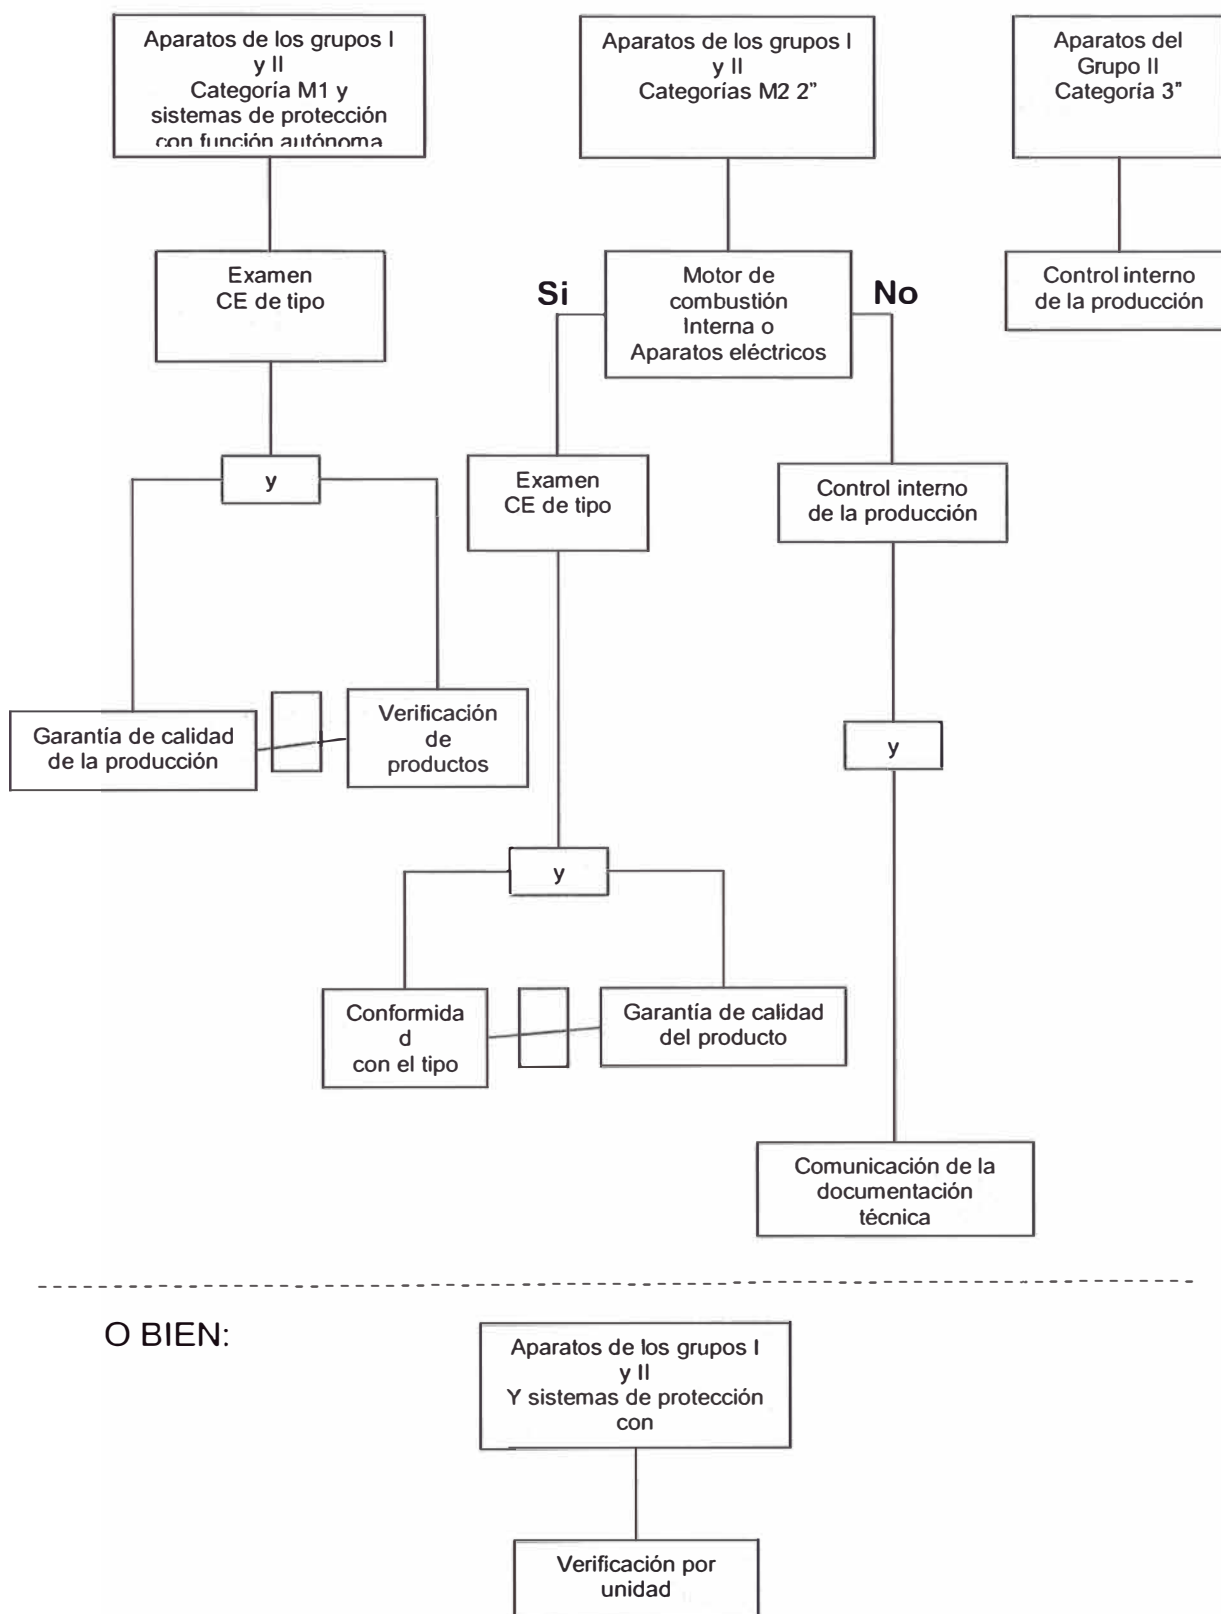 Aparatos de los grupos I
y II
Categoría M1 y
sistemas de protección
con función autónoma
Aparatos de los grupos I
y II
Categorías M2 2"
Aparatos del
Grupo II
Categoría 3"
Examen
CE de tipo
Si
Motor de
combustión
Interna o
Aparatos eléctricos
No
Control interno
de la producción
y
Examen
CE de tipo
Control interno
de la producción
Garantía de calidad
de la producción
Verificación
de
productos
y
y
Conformida
d
con el tipo
Garantía de calidad
del producto
Comunicación de la
documentación
técnica
O BIEN:
Aparatos de los grupos I
y II
Y sistemas de protección
con
Verificación por
unidad